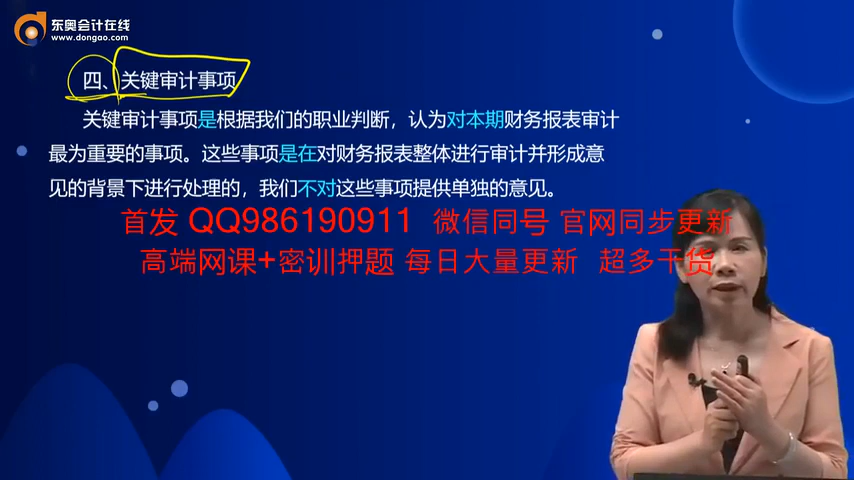 东奥会计在线
www.dongao.com
四、关键审计事项
关键审计事项是根据我们的职业判断，认为对本期财务报表审计
最为重要的事项。这些事项是在对财务报表整体进行审计并形成意
见的背景下进行处理的，我们不对这些事项提供单独的意见。
首发 QQ986190911 微信同号 官网同步更新
高端网课+密训押题 每日大量更新 超多干货